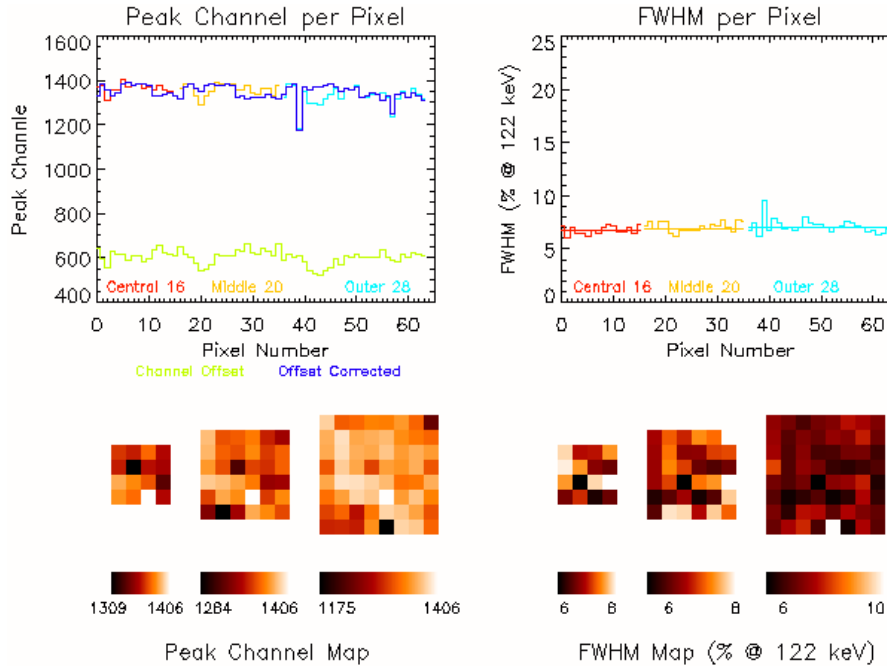 Peak Channel per Pixel
FWHM per Pixel
1600
1400
1200
1000
800
600
400
Peak Channle
Central 16 Middle 20 Outer 28
0 10 20 30 40 50 60
Pixel Number
Channel Offset Offset Corrected
25
20
15
10
5
0
FWHM (% @ 122 keV)
Central 16 Middle 20 Outer 28
0 10 20 30 40 50 60
Pixel Number
1309 1406 1284 1406 1175 1406
6 8 6 8 6 10
Peak Channel Map
FWHM Map (% @ 122 keV)